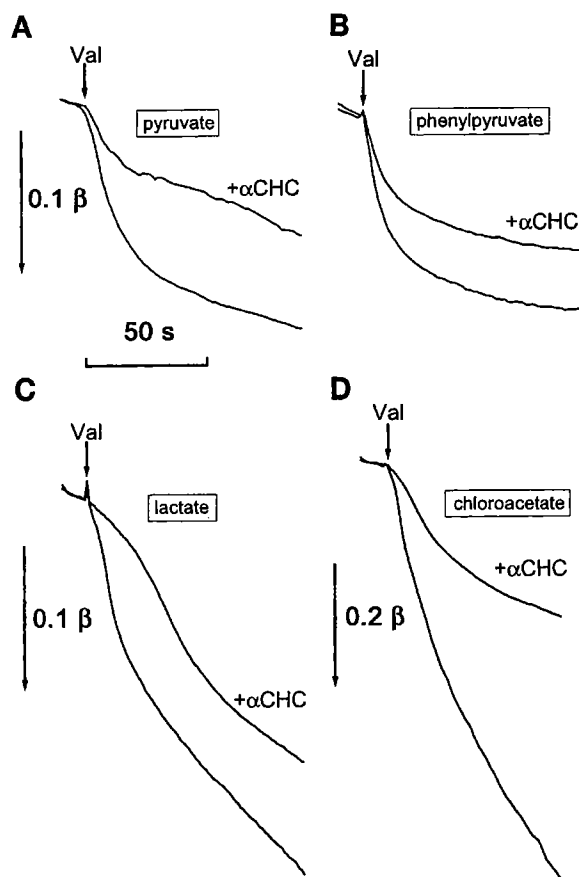 A
Val
pyruvate
+αCHC
0.1 β
50 s
B
Val
phenylpyruvate
+αCHC
C
Val
lactate
0.1 β
+αCHC
D
Val
chloroacetate
+αCHC
0.2 β